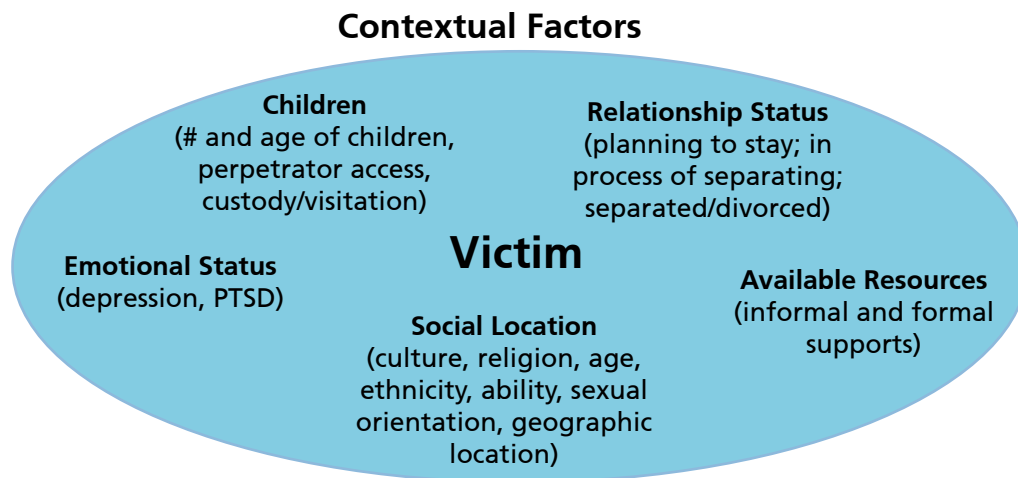 Contextual Factors
Children
(# and age of children,
perpetrator access,
custody/visitation)
Relationship Status
(planning to stay; in
process of separating;
separated/divorced)
Victim
Emotional Status
(depression, PTSD)
Available Resources
(informal and formal
supports)
Social Location
(culture, religion, age,
ethnicity, ability, sexual
orientation, geographic
location)